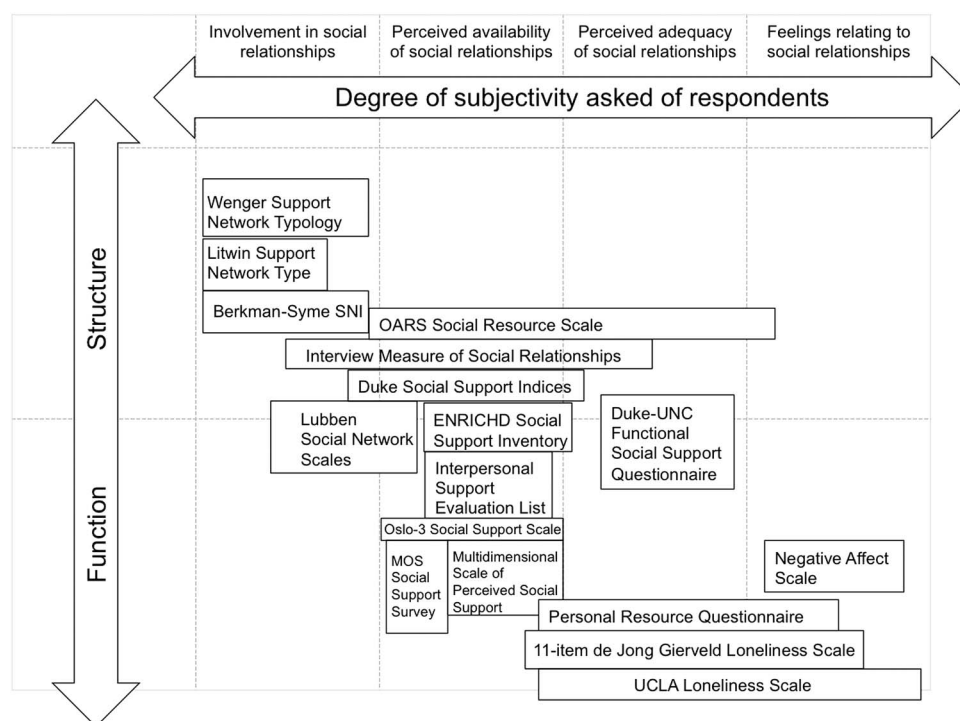 Involvement in social
relationships
Perceived availability
of social relationships
Perceived adequacy
of social relationships
Feelings relating to
social relationships
Degree of subjectivity asked of respondents
Structure
Function
Wenger Support
Network Typology
Litwin Support
Network Type
Berkman-Syme SNI
OARS Social Resource Scale
Interview Measure of Social Relationships
Duke Social Support Indices
Lubben
Social Network
Scales
ENRICHD Social
Support Inventory
Duke-UNC
Functional
Social Support
Questionnaire
Interpersonal
Support
Evaluation List
Oslo-3 Social Support Scale
MOS
Social
Support
Survey
Multidimensional
Scale of
Perceived Social
Support
Negative Affect
Scale
Personal Resource Questionnaire
11-item de Jong Gierveld Loneliness Scale
UCLA Loneliness Scale